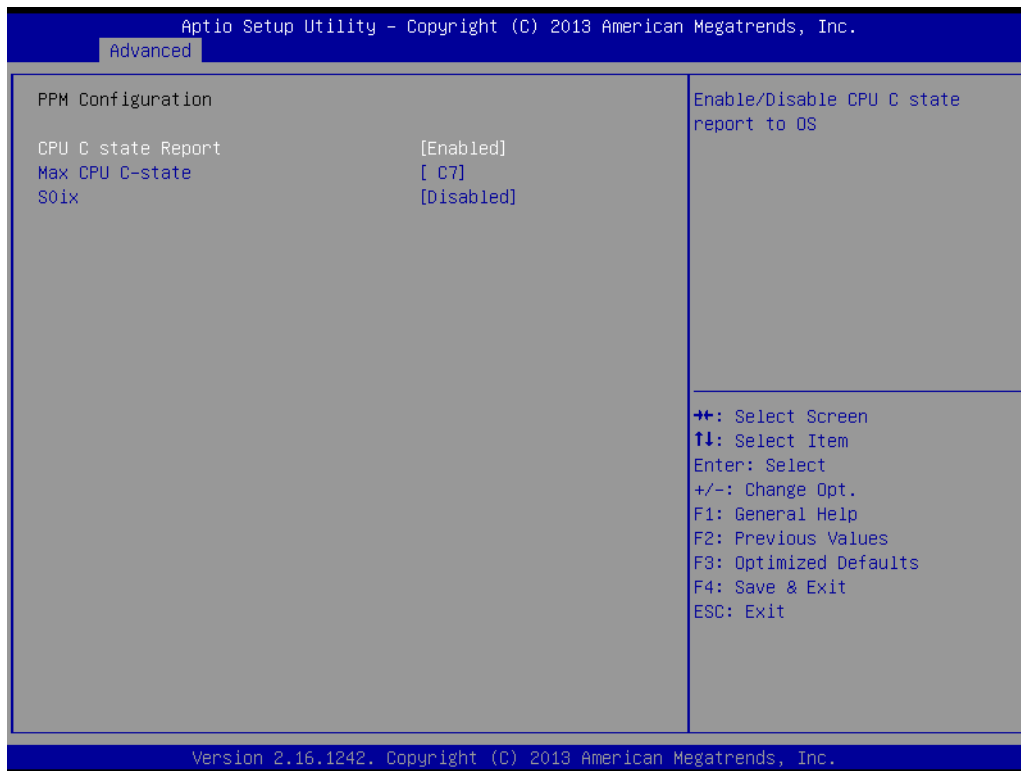 Aptio Setup Utility – Copyright (C) 2013 American Megatrends, Inc.
Advanced
PPM Configuration
CPU C state Report [Enabled]
Max CPU C-state [ C7]
S0ix [Disabled]
Enable/Disable CPU C state
report to OS
→←: Select Screen
↑↓: Select Item
Enter: Select
+/-: Change Opt.
F1: General Help
F2: Previous Values
F3: Optimized Defaults
F4: Save & Exit
ESC: Exit
Version 2.16.1242. Copyright (C) 2013 American Megatrends, Inc.